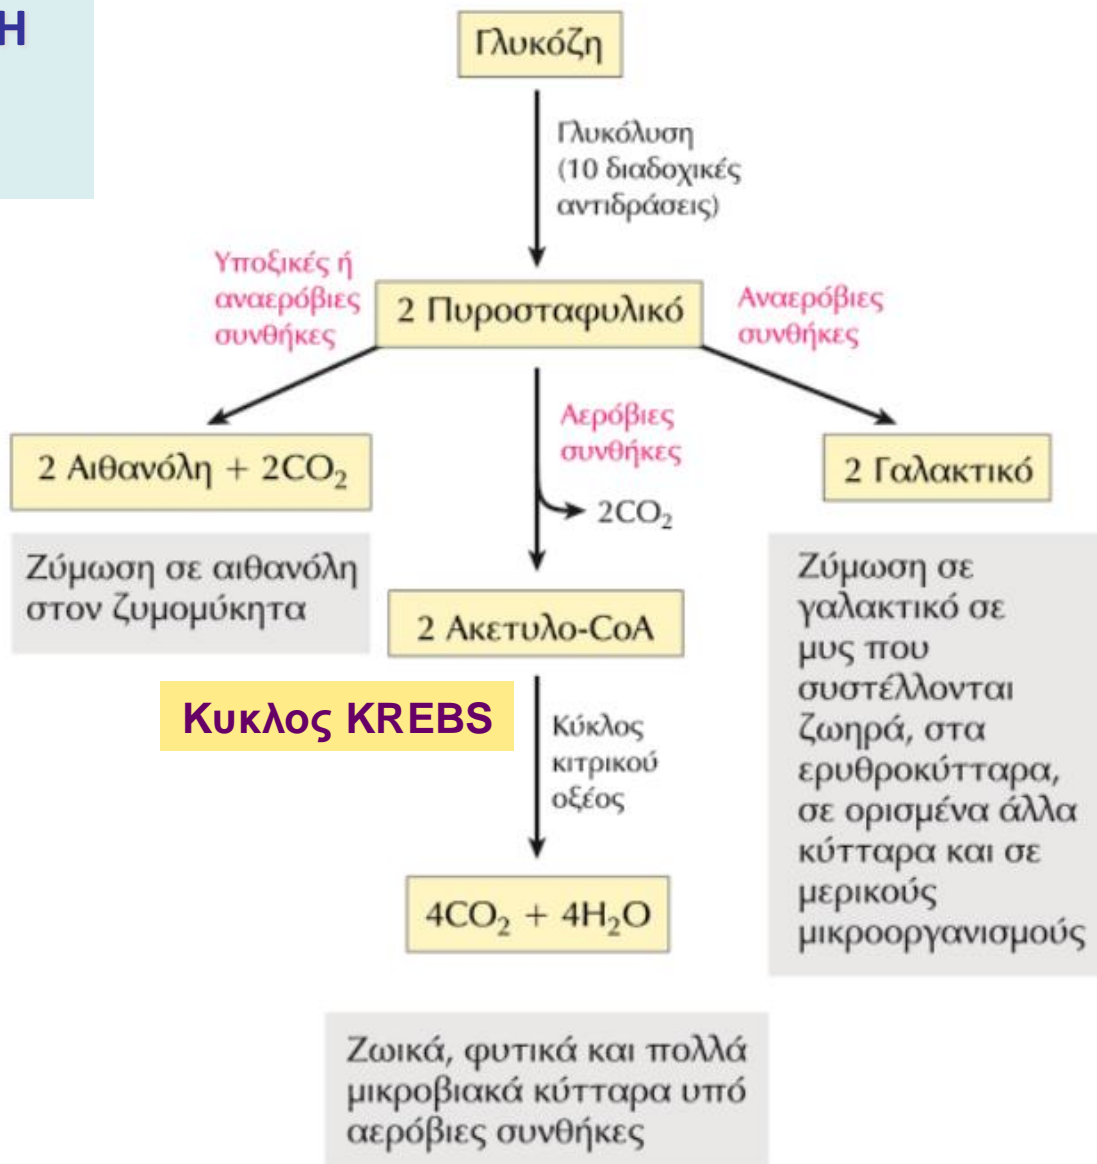 Η
Γλυκόζη
Γλυκόλυση
(10 διαδοχικές
αντιδράσεις)
Υποξικές ή
αναερόβιες
συνθήκες
2 Πυροσταφυλικό
Αναερόβιες
συνθήκες
Αερόβιες
συνθήκες
2 Αιθανόλη + 2CO₂
2CO₂
2 Γαλακτικό
Ζύμωση σε αιθανόλη
στον ζυμομύκητα
2 Ακετυλο-CoA
Ζύμωση σε
γαλακτικό σε
μυς που
συστέλλονται
ζωηρά, στα
ερυθροκύτταρα,
σε ορισμένα άλλα
κύτταρα και σε
μερικούς
μικροοργανισμούς
Κυκλος KREBS
Κύκλος
κιτρικού
οξέος
4CO₂ + 4H₂O
Ζωικά, φυτικά και πολλά
μικροβιακά κύτταρα υπό
αερόβιες συνθήκες